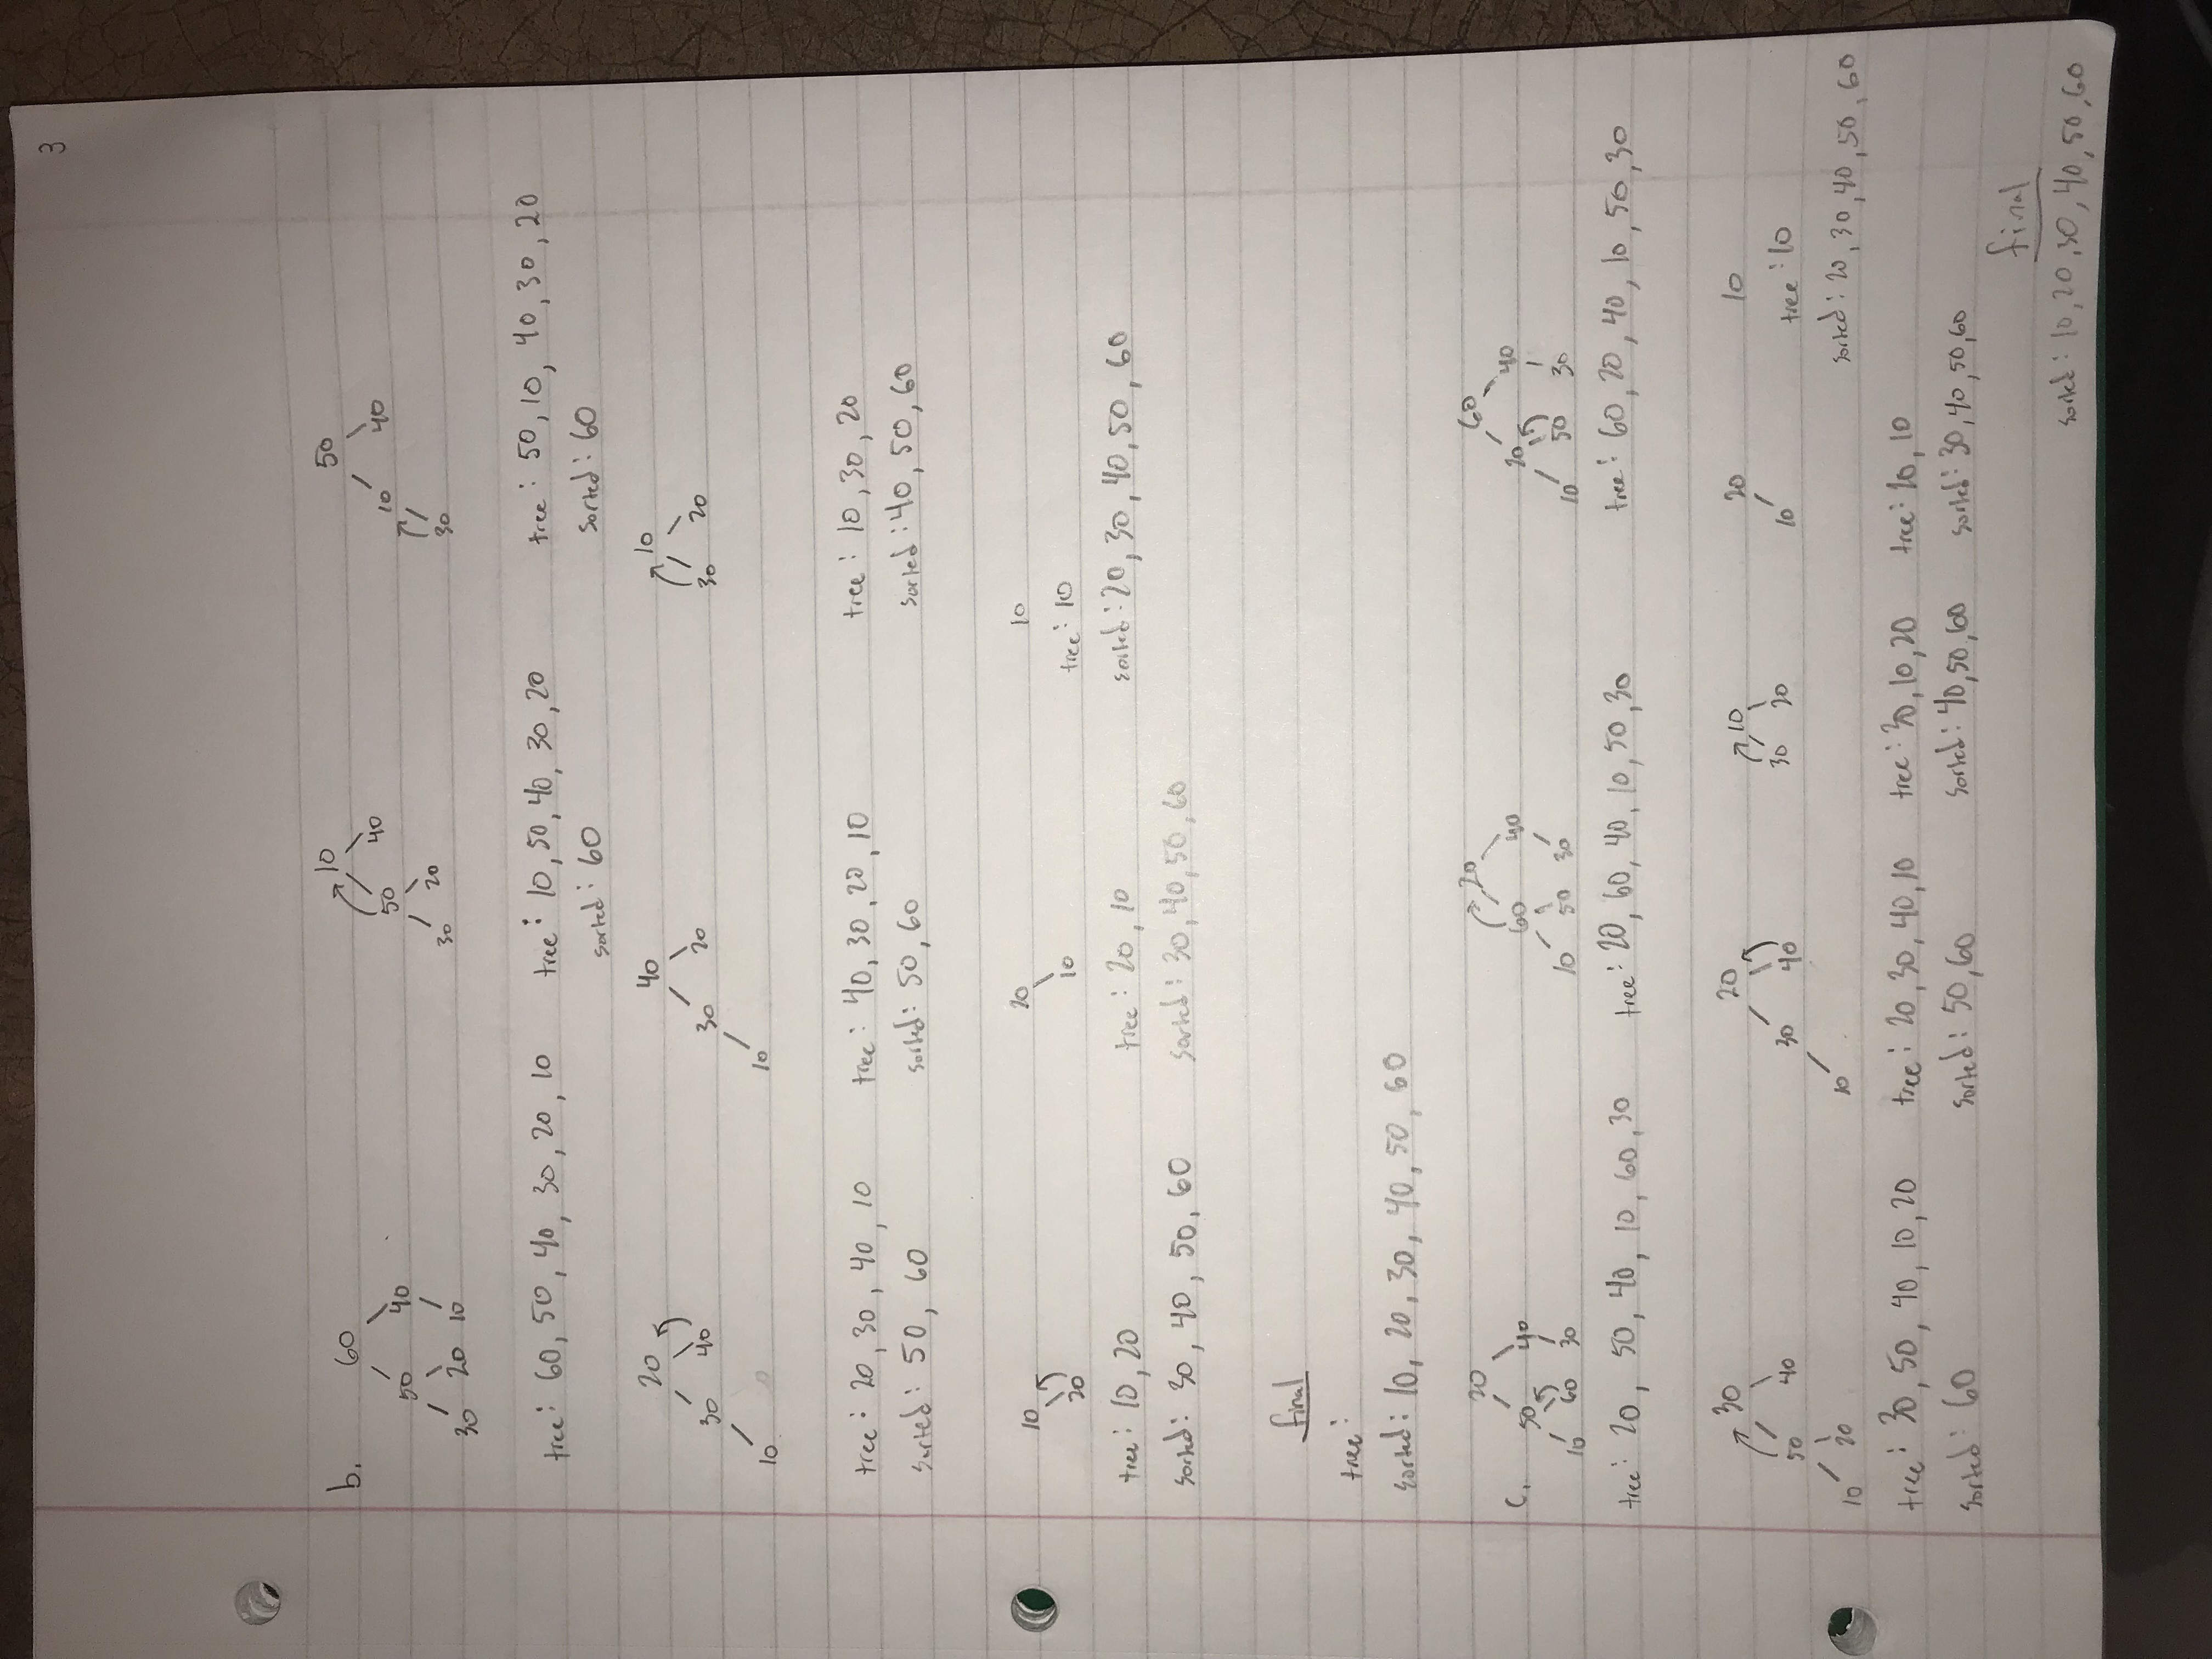 3
b.
60
50 40
30 20 10
10
50 40
30 20
50
10 40
30
tree: 60, 50, 40, 30, 20, 10
tree: 10, 50, 40, 30, 20
sorted: 60
tree: 50, 10, 40, 30, 20
sorted: 60
20
30 40
10
40
30 20
10
10
30 20
tree: 20, 30, 40, 10
sorted: 50, 60
tree: 40, 30, 20, 10
sorted: 50, 60
tree: 10, 30, 20
sorted: 40, 50, 60
10
20
tree: 10, 20
sorted: 30, 40, 50, 60
20
10
tree: 20, 10
sorted: 30, 40, 50, 60
10
tree: 10
sorted: 20, 30, 40, 50, 60
final
tree:
sorted: 10, 20, 30, 40, 50, 60
c.
20
50 40
10 60 30
tree: 20, 50, 40, 10, 60, 30
20
60 40
10 50 30
tree: 20, 60, 40, 10, 50, 30
60
20 40
10 50 30
tree: 60, 20, 40, 10, 50, 30
30
50 40
10 20
tree: 30, 50, 40, 10, 20
sorted: 60
20
30 40
10
tree: 20, 30, 40, 10
sorted: 50, 60
10
30 20
tree: 30, 10, 20
sorted: 40, 50, 60
20
10
tree: 20, 10
sorted: 30, 40, 50, 60
10
tree: 10
sorted: 20, 30, 40, 50, 60
final
sorted: 10, 20, 30, 40, 50, 60